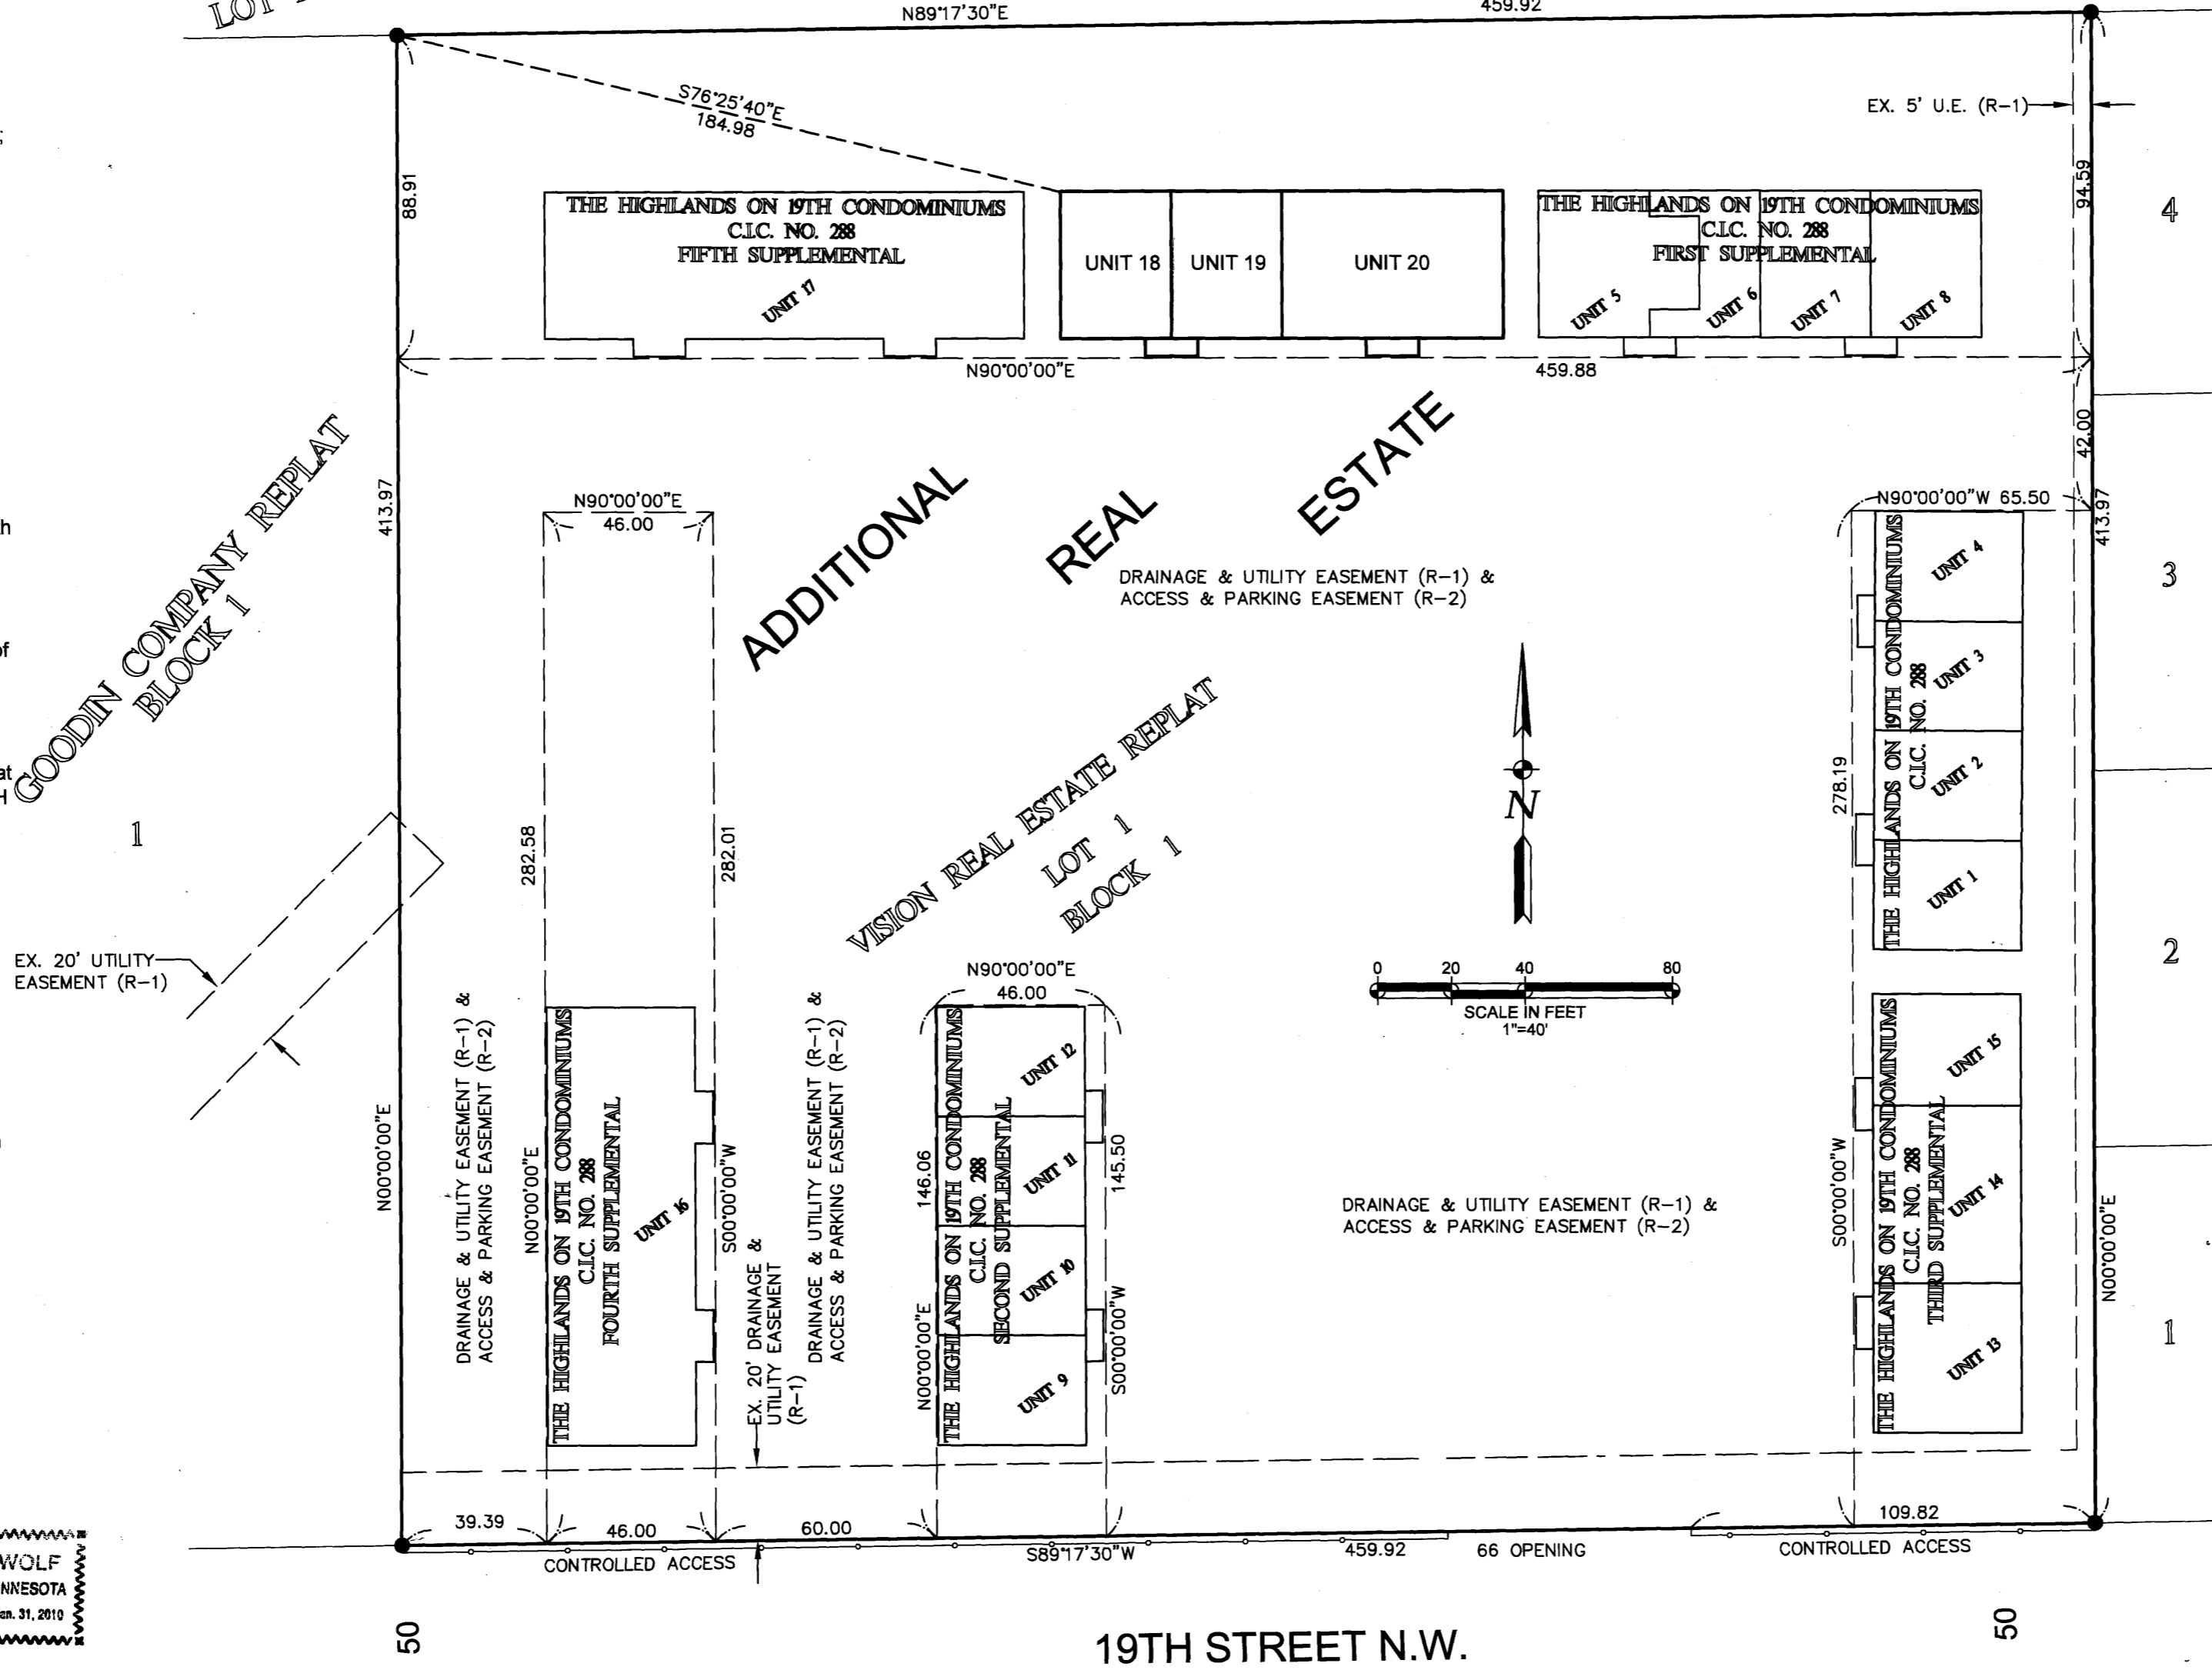 LOT
N89°17'30"E
459.92
S76°25'40"E
184.98
EX. 5' U.E. (R-1)
88.91
94.59
4
THE HIGHLANDS ON 19TH CONDOMINIUMS
C.I.C. NO. 288
FIFTH SUPPLEMENTAL
UNIT 17
UNIT 18
UNIT 19
UNIT 20
THE HIGHLANDS ON 19TH CONDOMINIUMS
C.I.C. NO. 288
FIRST SUPPLEMENTAL
UNIT 5
UNIT 6
UNIT 7
UNIT 8
N90°00'00"E
459.88
42.00
GOODIN COMPANY REPLAT
BLOCK 1
1
413.97
N90°00'00"E
46.00
ADDITIONAL REAL ESTATE
N90°00'00"W 65.50
413.97
DRAINAGE & UTILITY EASEMENT (R-1) &
ACCESS & PARKING EASEMENT (R-2)
THE HIGHLANDS ON 19TH CONDOMINIUMS
C.I.C. NO. 288
UNIT 4
UNIT 3
UNIT 2
UNIT 1
3
of
at
H
282.58
282.01
VISION REAL ESTATE REPLAT
LOT 1
BLOCK 1
N
278.19
0 20 40 80
SCALE IN FEET
1"=40'
2
EX. 20' UTILITY
EASEMENT (R-1)
N90°00'00"E
46.00
DRAINAGE & UTILITY EASEMENT (R-1) &
ACCESS & PARKING EASEMENT (R-2)
N00°00'00"E
N00°00'00"E
THE HIGHLANDS ON 19TH CONDOMINIUMS
C.I.C. NO. 288
FOURTH SUPPLEMENTAL
UNIT 16
S00°00'00"W
EX. 20' DRAINAGE &
UTILITY EASEMENT
(R-1)
DRAINAGE & UTILITY EASEMENT (R-1) &
ACCESS & PARKING EASEMENT (R-2)
146.06
N00°00'00"E
THE HIGHLANDS ON 19TH CONDOMINIUMS
C.I.C. NO. 288
SECOND SUPPLEMENTAL
UNIT 12
UNIT 11
UNIT 10
UNIT 9
145.50
S00°00'00"W
DRAINAGE & UTILITY EASEMENT (R-1) &
ACCESS & PARKING EASEMENT (R-2)
S00°00'00"W
THE HIGHLANDS ON 19TH CONDOMINIUMS
C.I.C. NO. 288
THIRD SUPPLEMENTAL
UNIT 15
UNIT 14
UNIT 13
N00°00'00"E
1
39.39
46.00
60.00
109.82
CONTROLLED ACCESS
S89°17'30"W
459.92
66 OPENING
CONTROLLED ACCESS
WOLF
NNESOTA
an. 31, 2010
50
50
19TH STREET N.W.